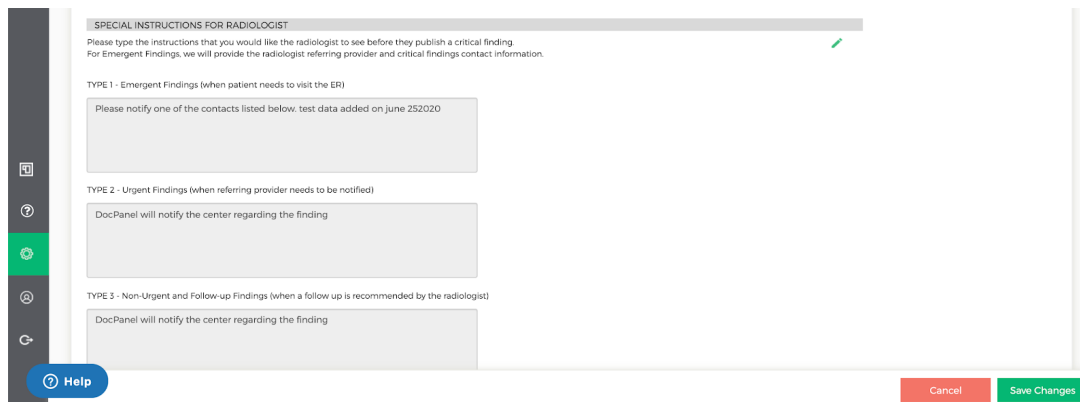 SPECIAL INSTRUCTIONS FOR RADIOLOGIST
Please type the instructions that you would like the radiologist to see before they publish a critical finding.
For Emergent Findings, we will provide the radiologist referring provider and critical findings contact information.
TYPE 1 - Emergent Findings (when patient needs to visit the ER)
Please notify one of the contacts listed below. test data added on june 252020
TYPE 2 - Urgent Findings (when referring provider needs to be notified)
DocPanel will notify the center regarding the finding
TYPE 3 - Non-Urgent and Follow-up Findings (when a follow up is recommended by the radiologist)
DocPanel will notify the center regarding the finding
Help
Cancel
Save Changes